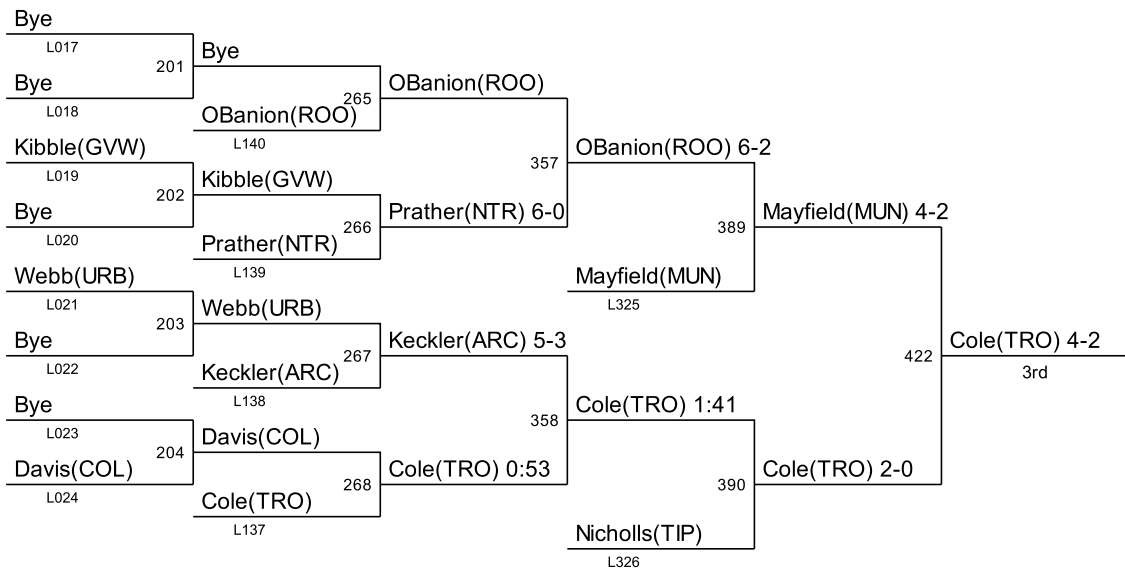 Bye
L017
201
Bye
Bye
L018
265
OBanion(ROO)
OBanion(ROO)
L140
Kibble(GVW)
L019
357
OBanion(ROO) 6-2
202
Kibble(GVW)
Bye
L020
266
Prather(NTR) 6-0
389
Mayfield(MUN) 4-2
Prather(NTR)
L139
Webb(URB)
L021
Mayfield(MUN)
L325
203
Webb(URB)
Bye
L022
267
Keckler(ARC) 5-3
422
Cole(TRO) 4-2
3rd
Keckler(ARC)
L138
Bye
L023
358
Cole(TRO) 1:41
204
Davis(COL)
Davis(COL)
L024
268
Cole(TRO) 0:53
390
Cole(TRO) 2-0
Cole(TRO)
L137
Nicholls(TIP)
L326